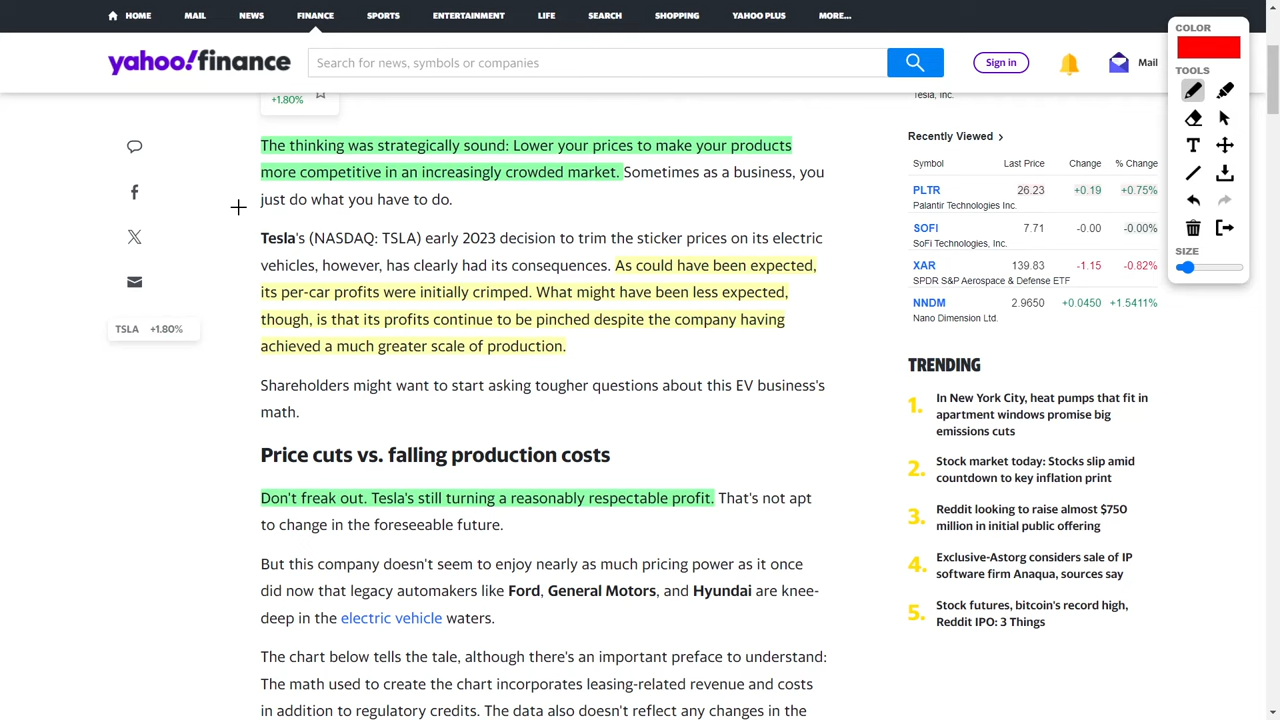 HOME MAIL NEWS FINANCE SPORTS ENTERTAINMENT LIFE SEARCH SHOPPING YAHOO PLUS MORE...
yahoo!finance
Search for news, symbols or companies
Sign in
Mail
+1.80%
The thinking was strategically sound: Lower your prices to make your products
more competitive in an increasingly crowded market. Sometimes as a business, you
just do what you have to do.
Tesla's (NASDAQ: TSLA) early 2023 decision to trim the sticker prices on its electric
vehicles, however, has clearly had its consequences. As could have been expected,
its per-car profits were initially crimped. What might have been less expected,
though, is that its profits continue to be pinched despite the company having
achieved a much greater scale of production.
Shareholders might want to start asking tougher questions about this EV business's
math.
Price cuts vs. falling production costs
Don't freak out. Tesla's still turning a reasonably respectable profit. That's not apt
to change in the foreseeable future.
But this company doesn't seem to enjoy nearly as much pricing power as it once
did now that legacy automakers like Ford, General Motors, and Hyundai are knee-
deep in the electric vehicle waters.
The chart below tells the tale, although there's an important preface to understand:
The math used to create the chart incorporates leasing-related revenue and costs
in addition to regulatory credits. The data also doesn't reflect any changes in the
TSLA +1.80%
Tesla, Inc.
Recently Viewed >
Symbol Last Price Change % Change
PLTR 26.23 +0.19 +0.75%
Palantir Technologies Inc.
SOFI 7.71 -0.00 -0.00%
SoFi Technologies, Inc.
XAR 139.83 -1.15 -0.82%
SPDR S&P Aerospace & Defense ETF
NNDM 2.9650 +0.0450 +1.5411%
Nano Dimension Ltd.
TRENDING
1. In New York City, heat pumps that fit in
apartment windows promise big
emissions cuts
2. Stock market today: Stocks slip amid
countdown to key inflation print
3. Reddit looking to raise almost $750
million in initial public offering
4. Exclusive-Astorg considers sale of IP
software firm Anaqua, sources say
5. Stock futures, bitcoin's record high,
Reddit IPO: 3 Things
COLOR
TOOLS
T
SIZE